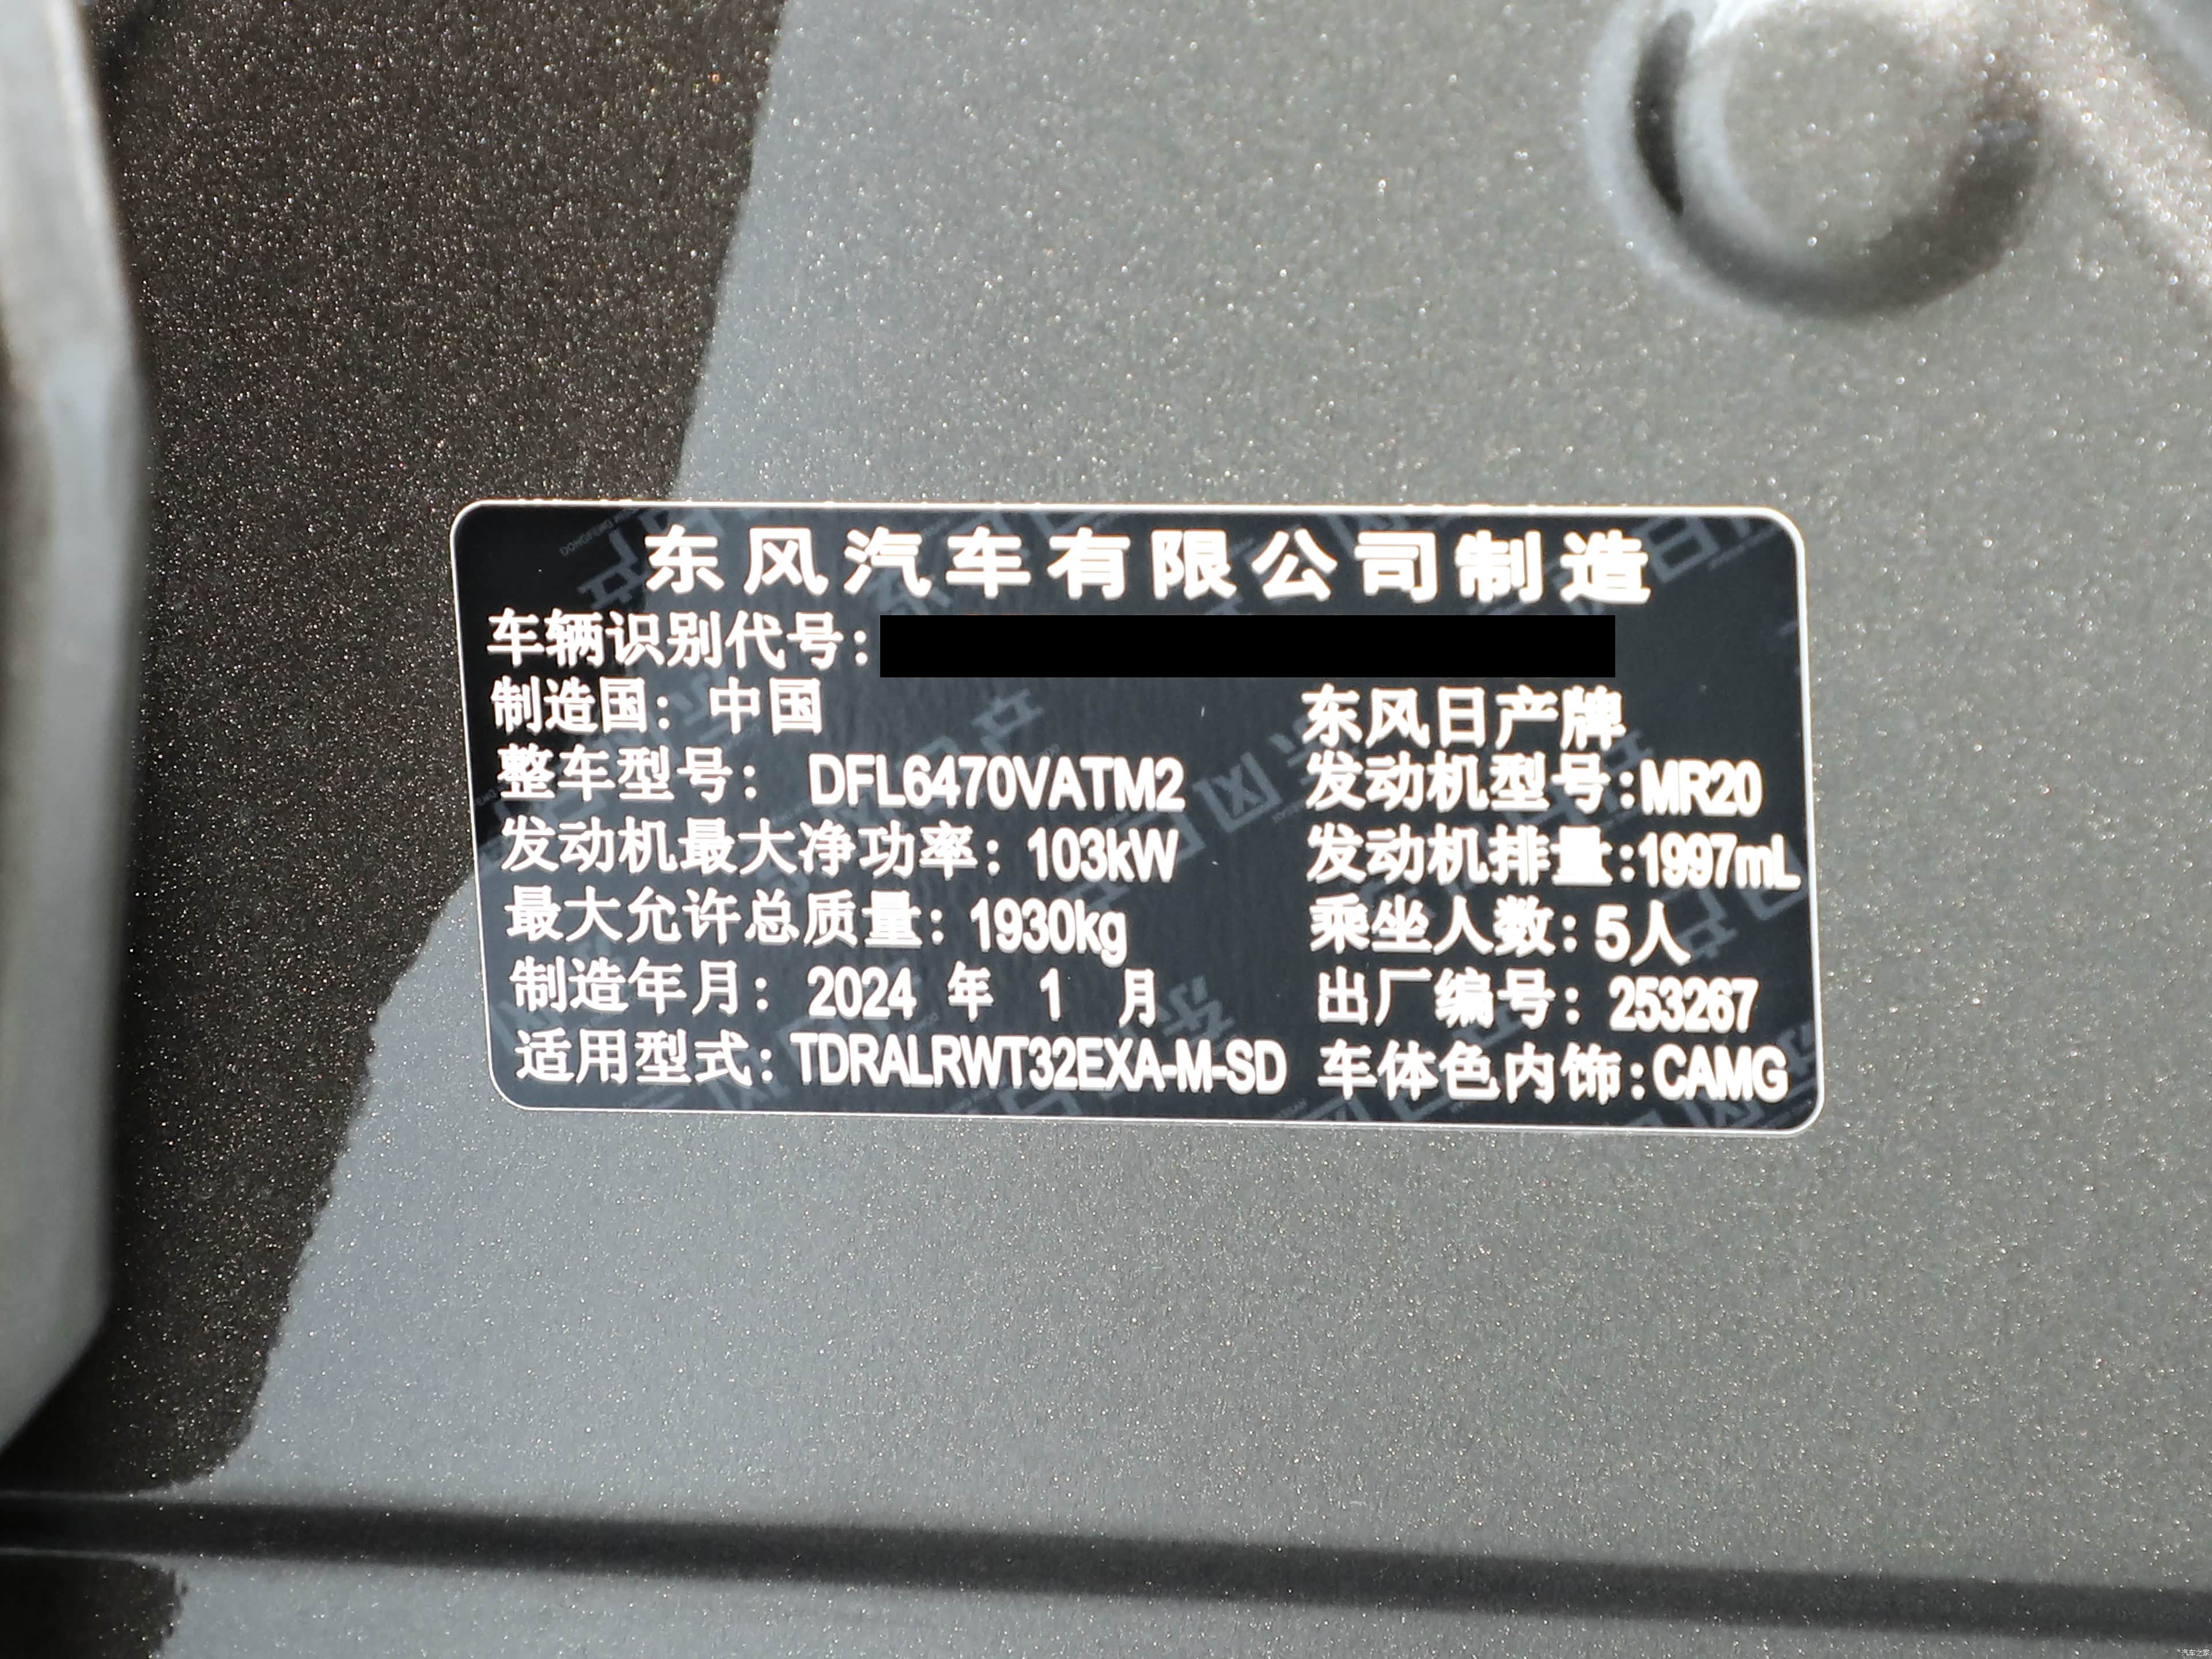 东风汽车有限公司制造
车辆识别代号:
制造国: 中国 东风日产牌
整车型号: DFL6470VATM2 发动机型号:MR20
发动机最大净功率: 103kW 发动机排量:1997mL
最大允许总质量: 1930kg 乘坐人数: 5人
制造年月: 2024 年 1 月 出厂编号: 253267
适用型式: TDRALRWT32EXA-M-SD 车体色内饰:CAMG
汽车之家